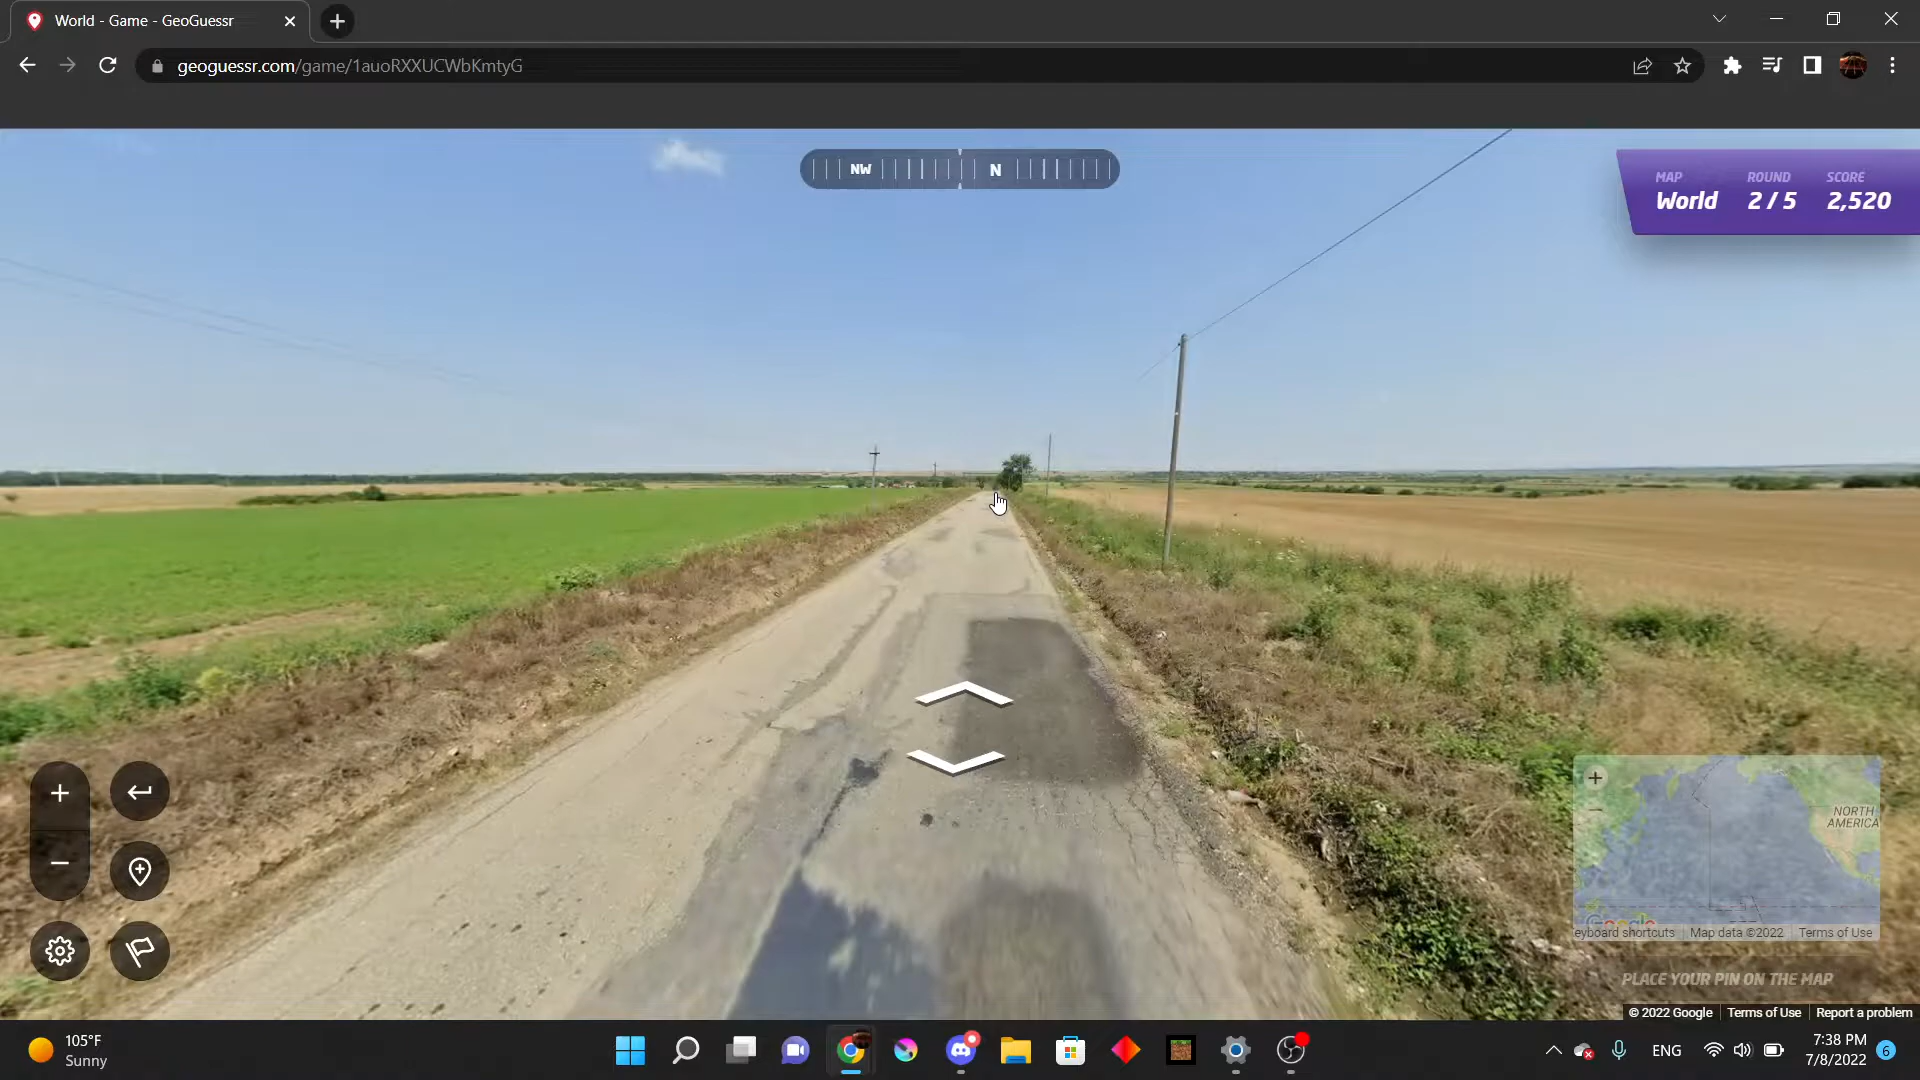 World - Game - GeoGuessr
geoguessr.com/game/1auoRXXUCWbKmtyG
NW
N
MAP
World
ROUND
2 / 5
SCORE
2,520
NORTH
AMERICA
Google
eyboard shortcuts
Map data ©2022
Terms of Use
PLACE YOUR PIN ON THE MAP
© 2022 Google
Terms of Use
Report a problem
105°F
Sunny
ENG
7:38 PM
7/8/2022
6